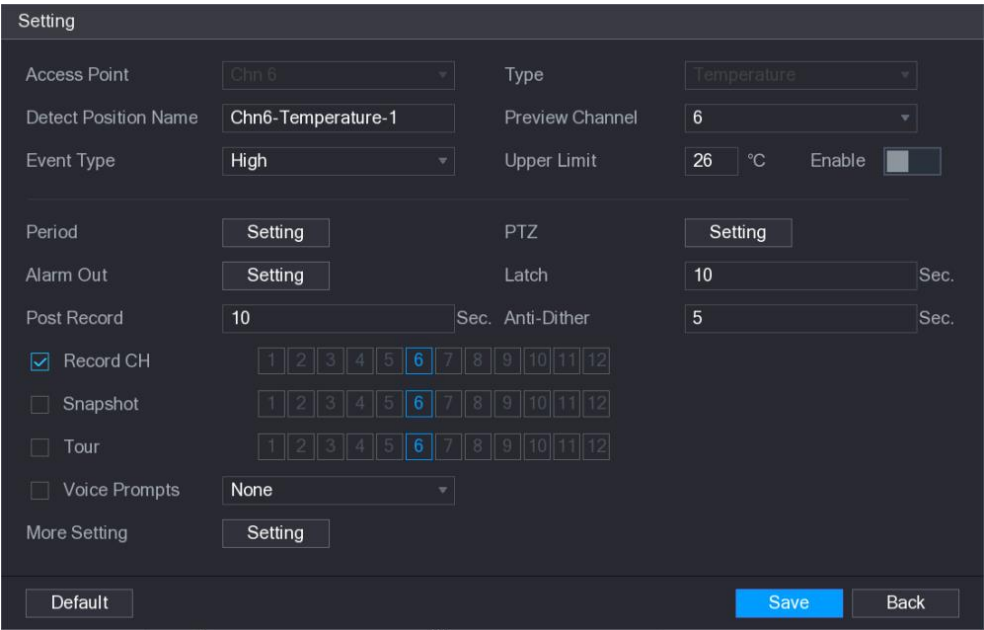 Setting
Access Point Chn 6 Type Temperature
Detect Position Name Chn6-Temperature-1 Preview Channel 6
Event Type High Upper Limit 26 °C Enable
Period Setting PTZ Setting
Alarm Out Setting Latch 10 Sec.
Post Record 10 Sec. Anti-Dither 5 Sec.
Record CH 1 2 3 4 5 6 7 8 9 10 11 12
Snapshot 1 2 3 4 5 6 7 8 9 10 11 12
Tour 1 2 3 4 5 6 7 8 9 10 11 12
Voice Prompts None
More Setting Setting
Default Save Back